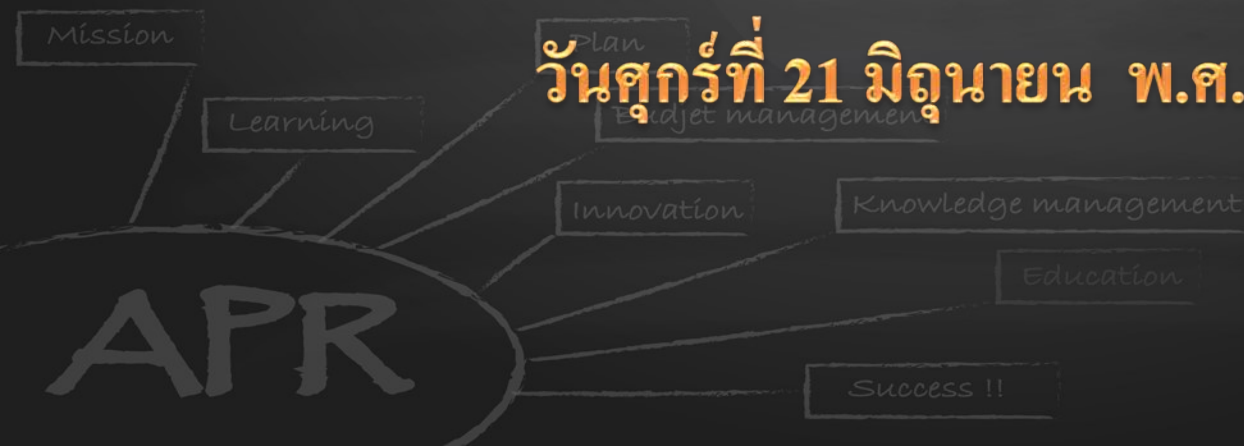 Mission
Plan
วันศุกร์ที่ 21 มิถุนายน พ.ศ.
Learning
Budjet management
Innovation
Knowledge management
Education
APR
Success !!